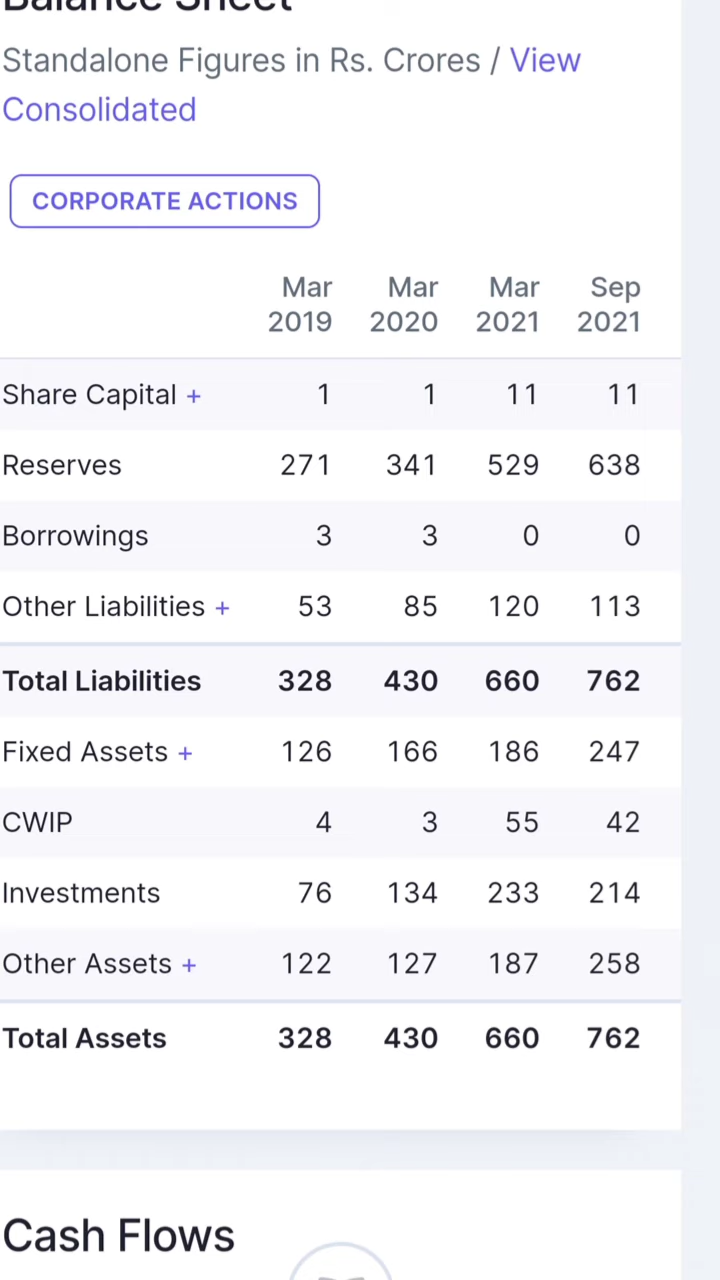 Balance Sheet
Standalone Figures in Rs. Crores / View
Consolidated
CORPORATE ACTIONS
Mar 2019 Mar 2020 Mar 2021 Sep 2021
Share Capital + 1 1 11 11
Reserves 271 341 529 638
Borrowings 3 3 0 0
Other Liabilities + 53 85 120 113
Total Liabilities 328 430 660 762
Fixed Assets + 126 166 186 247
CWIP 4 3 55 42
Investments 76 134 233 214
Other Assets + 122 127 187 258
Total Assets 328 430 660 762
Cash Flows